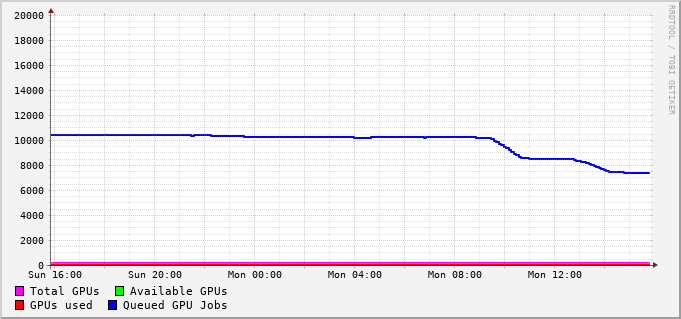 RRDTOOL / TOBI OETIKER
20000
18000
16000
14000
12000
10000
8000
6000
4000
2000
0
Sun 16:00 Sun 20:00 Mon 00:00 Mon 04:00 Mon 08:00 Mon 12:00
Total GPUs Available GPUs
GPUs used Queued GPU Jobs